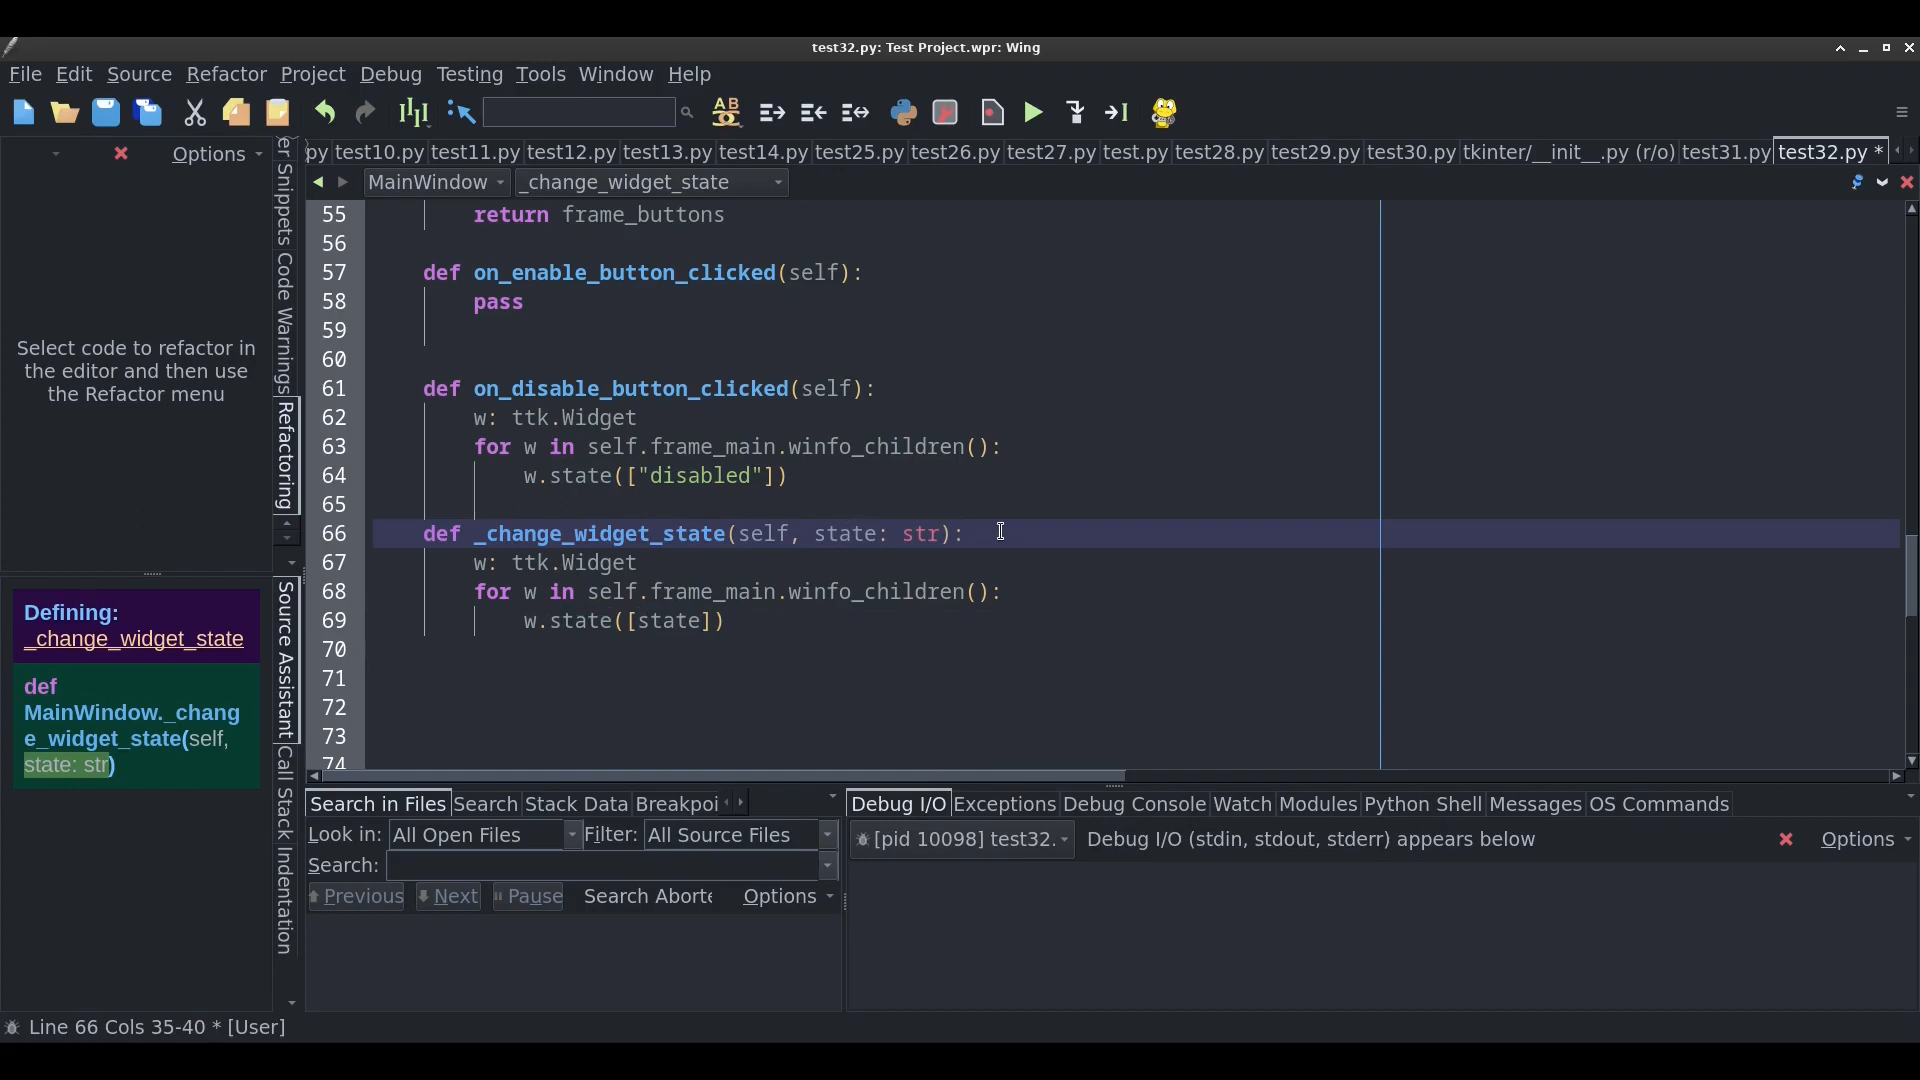 test32.py: Test Project.wpr: Wing
File Edit Source Refactor Project Debug Testing Tools Window Help
Options
py test10.py test11.py test12.py test13.py test14.py test25.py test26.py test27.py test.py test28.py test29.py test30.py tkinter/__init__.py (r/o) test31.py test32.py *
MainWindow _change_widget_state
Select code to refactor in
the editor and then use
the Refactor menu
er Snippets
Code Warnings
Refactoring
55 return frame_buttons
56
57 def on_enable_button_clicked(self):
58 pass
59
60
61 def on_disable_button_clicked(self):
62 w: ttk.Widget
63 for w in self.frame_main.winfo_children():
64 w.state(["disabled"])
65
66 def _change_widget_state(self, state: str):
67 w: ttk.Widget
68 for w in self.frame_main.winfo_children():
69 w.state([state])
70
71
72
73
74
Defining:
_change_widget_state
def
MainWindow._chang
e_widget_state(self,
state: str)
Source Assistant
Call Stack
Indentation
Search in Files Search Stack Data Breakpoi
Look in: All Open Files Filter: All Source Files
Search:
Previous Next Pause Search Aborte Options
Debug I/O Exceptions Debug Console Watch Modules Python Shell Messages OS Commands
[pid 10098] test32. Debug I/O (stdin, stdout, stderr) appears below Options
Line 66 Cols 35-40 * [User]